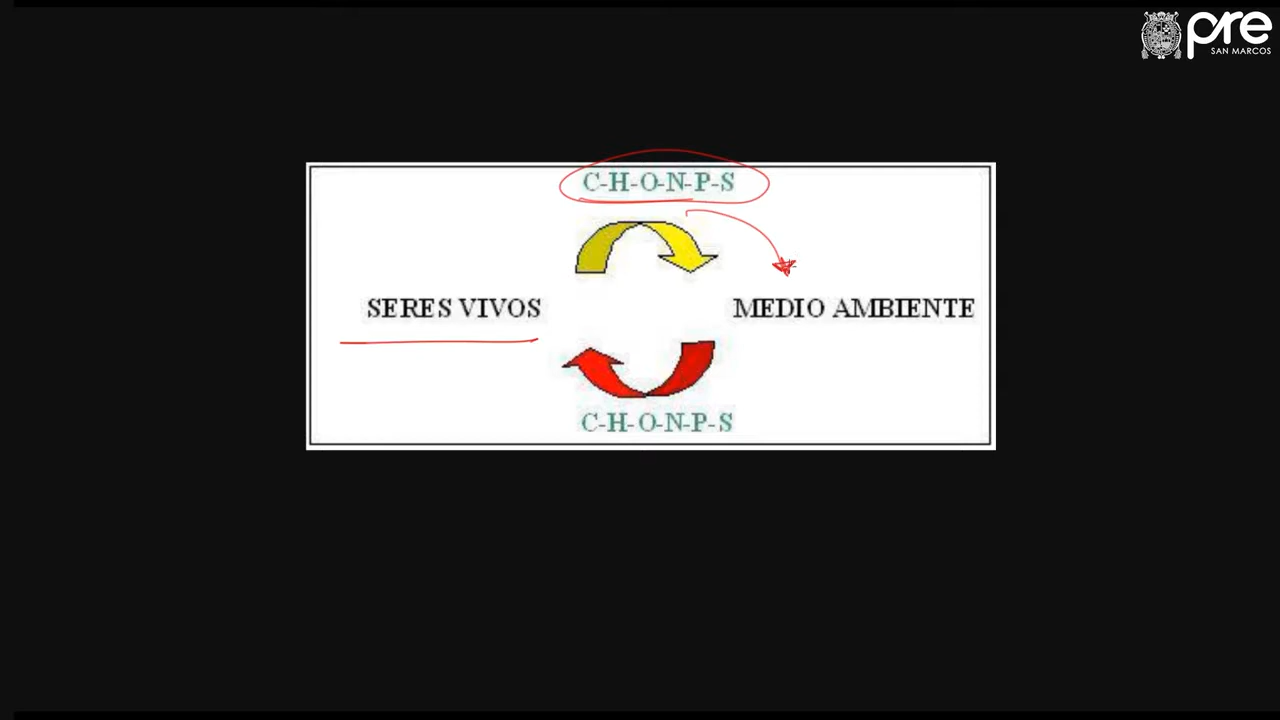 pre
SAN MARCOS
C-H-O-N-P-S
SERES VIVOS
MEDIO AMBIENTE
C-H-O-N-P-S